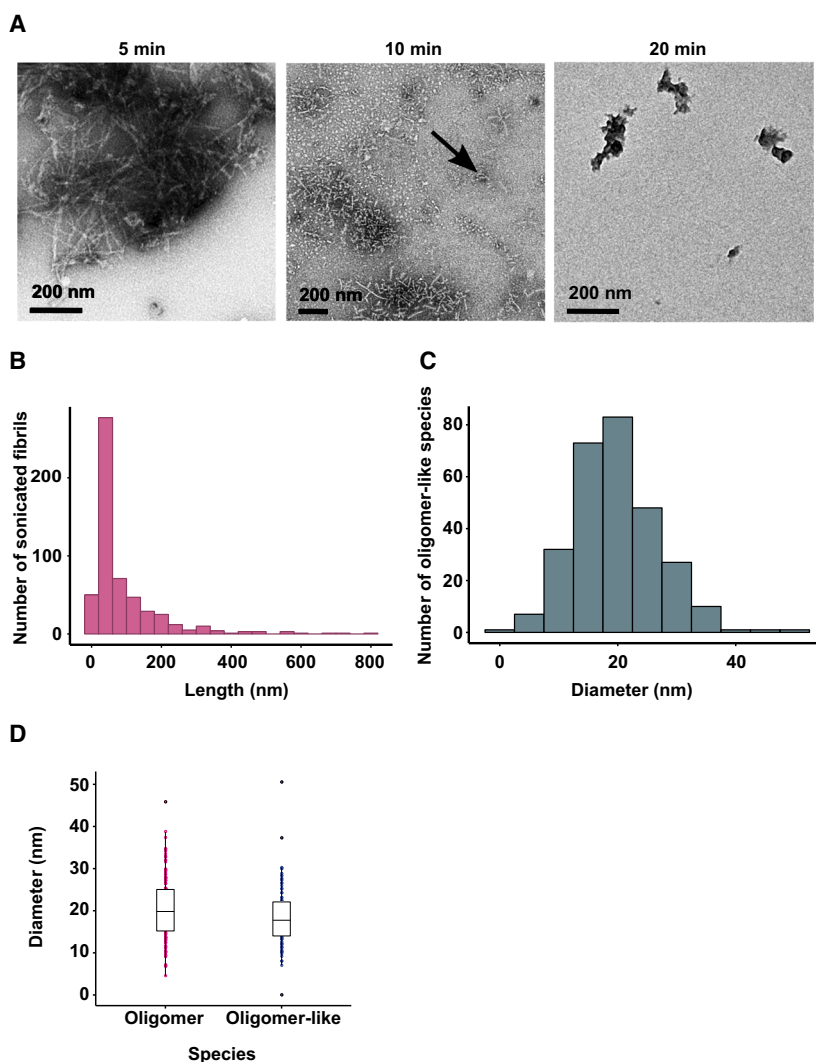 A
5 min
10 min
20 min
200 nm
200 nm
200 nm
B
Number of sonicated fibrils
200
100
0
0 200 400 600 800
Length (nm)
C
Number of oligomer-like species
80
60
40
20
0
0 20 40
Diameter (nm)
D
Diameter (nm)
50
40
30
20
10
0
Oligomer Oligomer-like
Species